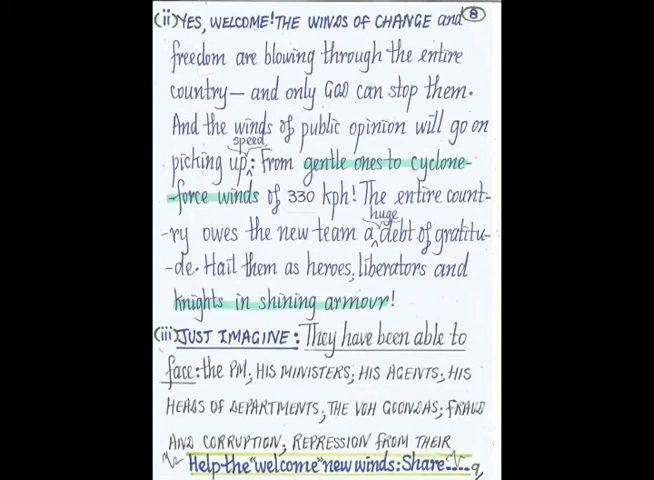 (ii) YES, WELCOME! THE WINDS OF CHANGE and 8
freedom are blowing through the entire
country— and only GOD can stop them.
And the winds of public opinion will go on
speed
picking up: from gentle ones to cyclone-
-force winds of 330 kph! The entire count-
huge
-ry owes the new team a debt of gratitu-
-de. Hail them as heroes, liberators and
knights in shining armour!
(iii) JUST IMAGINE: They have been able to
face: the PM; HIS MINISTERS; HIS AGENTS; HIS
HEADS OF DEPARTMENTS; THE VOH GOONDAS; FRAUD
AND CORRUPTION; REPRESSION FROM THEIR
Help the "welcome" new winds: Share.... 9,